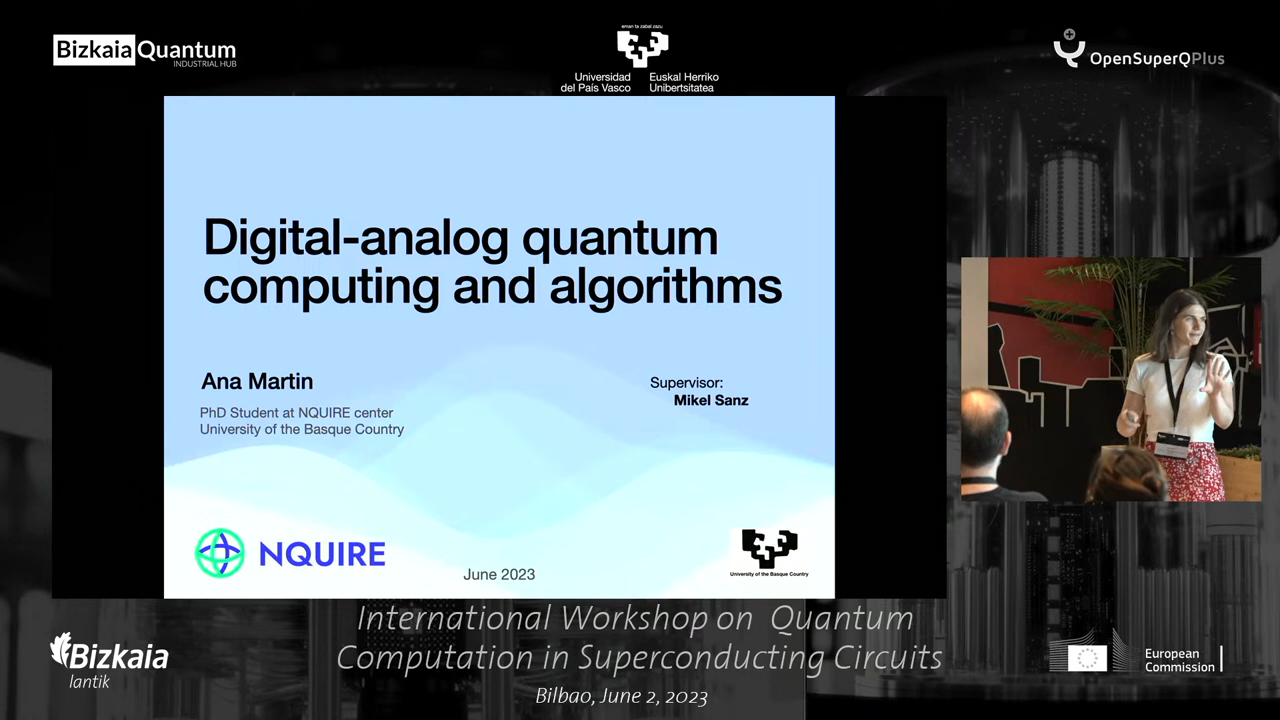 BizkaiaQuantum
INDUSTRIAL HUB
eman ta zabal zazu
Universidad
del País Vasco
Euskal Herriko
Unibertsitatea
OpenSuperQPlus
Digital-analog quantum
computing and algorithms
Ana Martin
PhD Student at NQUIRE center
University of the Basque Country
Supervisor:
Mikel Sanz
NQUIRE
June 2023
University of the Basque Country
International Workshop on Quantum
Computation in Superconducting Circuits
Bilbao, June 2, 2023
Bizkaia
lantik
European
Commission